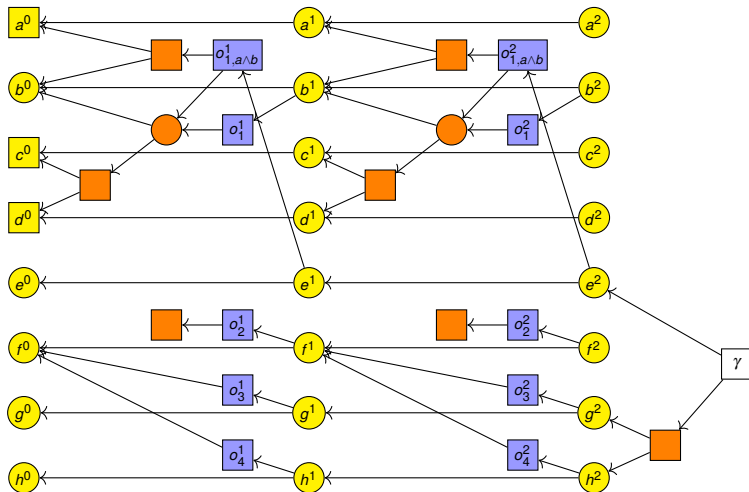 a⁰ a¹ a²
o¹₁,ₐ∧b o²₁,ₐ∧b
b⁰ b¹ b²
o¹₁ o²₁
c⁰ c¹ c²
d⁰ d¹ d²
e⁰ e¹ e²
o¹₂ o²₂
f⁰ f¹ f²
γ
o¹₃ o²₃
g⁰ g¹ g²
o¹₄ o²₄
h⁰ h¹ h²